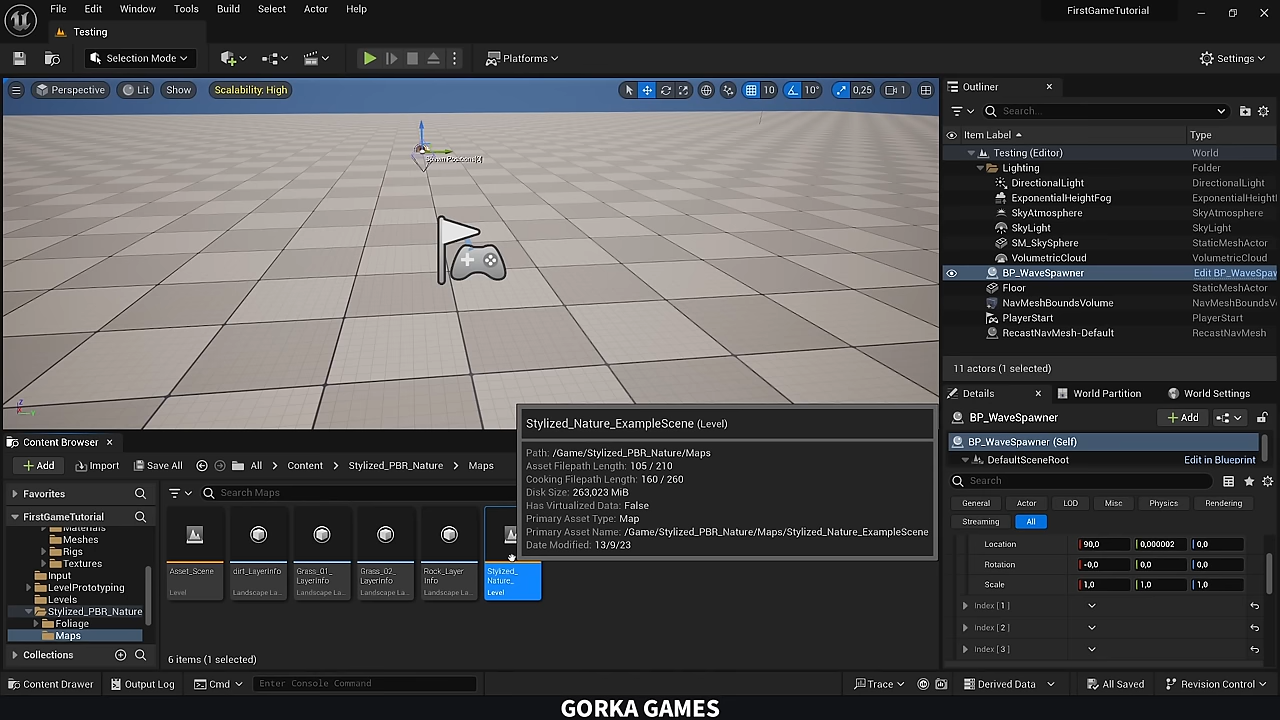 File Edit Window Tools Build Select Actor Help
FirstGameTutorial
Testing
Selection Mode
Platforms
Settings
Perspective
Lit
Show
Scalability: High
10
10°
0,25
1
Outliner
Search...
Item Label
Type
Testing (Editor) World
Lighting Folder
DirectionalLight DirectionalLight
ExponentialHeightFog ExponentialHeightI
SkyAtmosphere SkyAtmosphere
SkyLight SkyLight
SM_SkySphere StaticMeshActor
VolumetricCloud VolumetricCloud
BP_WaveSpawner Edit BP_WaveSpav
Floor StaticMeshActor
NavMeshBoundsVolume NavMeshBoundsV
PlayerStart PlayerStart
RecastNavMesh-Default RecastNavMesh
11 actors (1 selected)
Details
World Partition
World Settings
BP_WaveSpawner
Add
BP_WaveSpawner (Self)
DefaultSceneRoot Edit in Blueprint
Search
General Actor LOD Misc Physics Rendering
Streaming All
Location 90,0 0,000002 0,0
Rotation -0,0 0,0 0,0
Scale 1,0 1,0 1,0
Index [ 1 ]
Index [ 2 ]
Index [ 3 ]
Content Browser
Add
Import
Save All
All
Content
Stylized_PBR_Nature
Maps
Favorites
Search Maps
FirstGameTutorial
Materials
Meshes
Rigs
Textures
Input
LevelPrototyping
Levels
Stylized_PBR_Nature
Foliage
Maps
Collections
Asset_Scene
Level
dirt_LayerInfo
Landscape La...
Grass_01_
LayerInfo
Landscape La...
Grass_02_
LayerInfo
Landscape La...
Rock_Layer
Info
Landscape La...
Stylized_
Nature_
Level
6 items (1 selected)
Stylized_Nature_ExampleScene (Level)
Path: /Game/Stylized_PBR_Nature/Maps
Asset Filepath Length: 105 / 210
Cooking Filepath Length: 160 / 260
Disk Size: 263,023 MiB
Has Virtualized Data: False
Primary Asset Type: Map
Primary Asset Name: /Game/Stylized_PBR_Nature/Maps/Stylized_Nature_ExampleScene
Date Modified: 13/9/23
Content Drawer
Output Log
Cmd
Enter Console Command
Trace
Derived Data
All Saved
Revision Control
GORKA GAMES